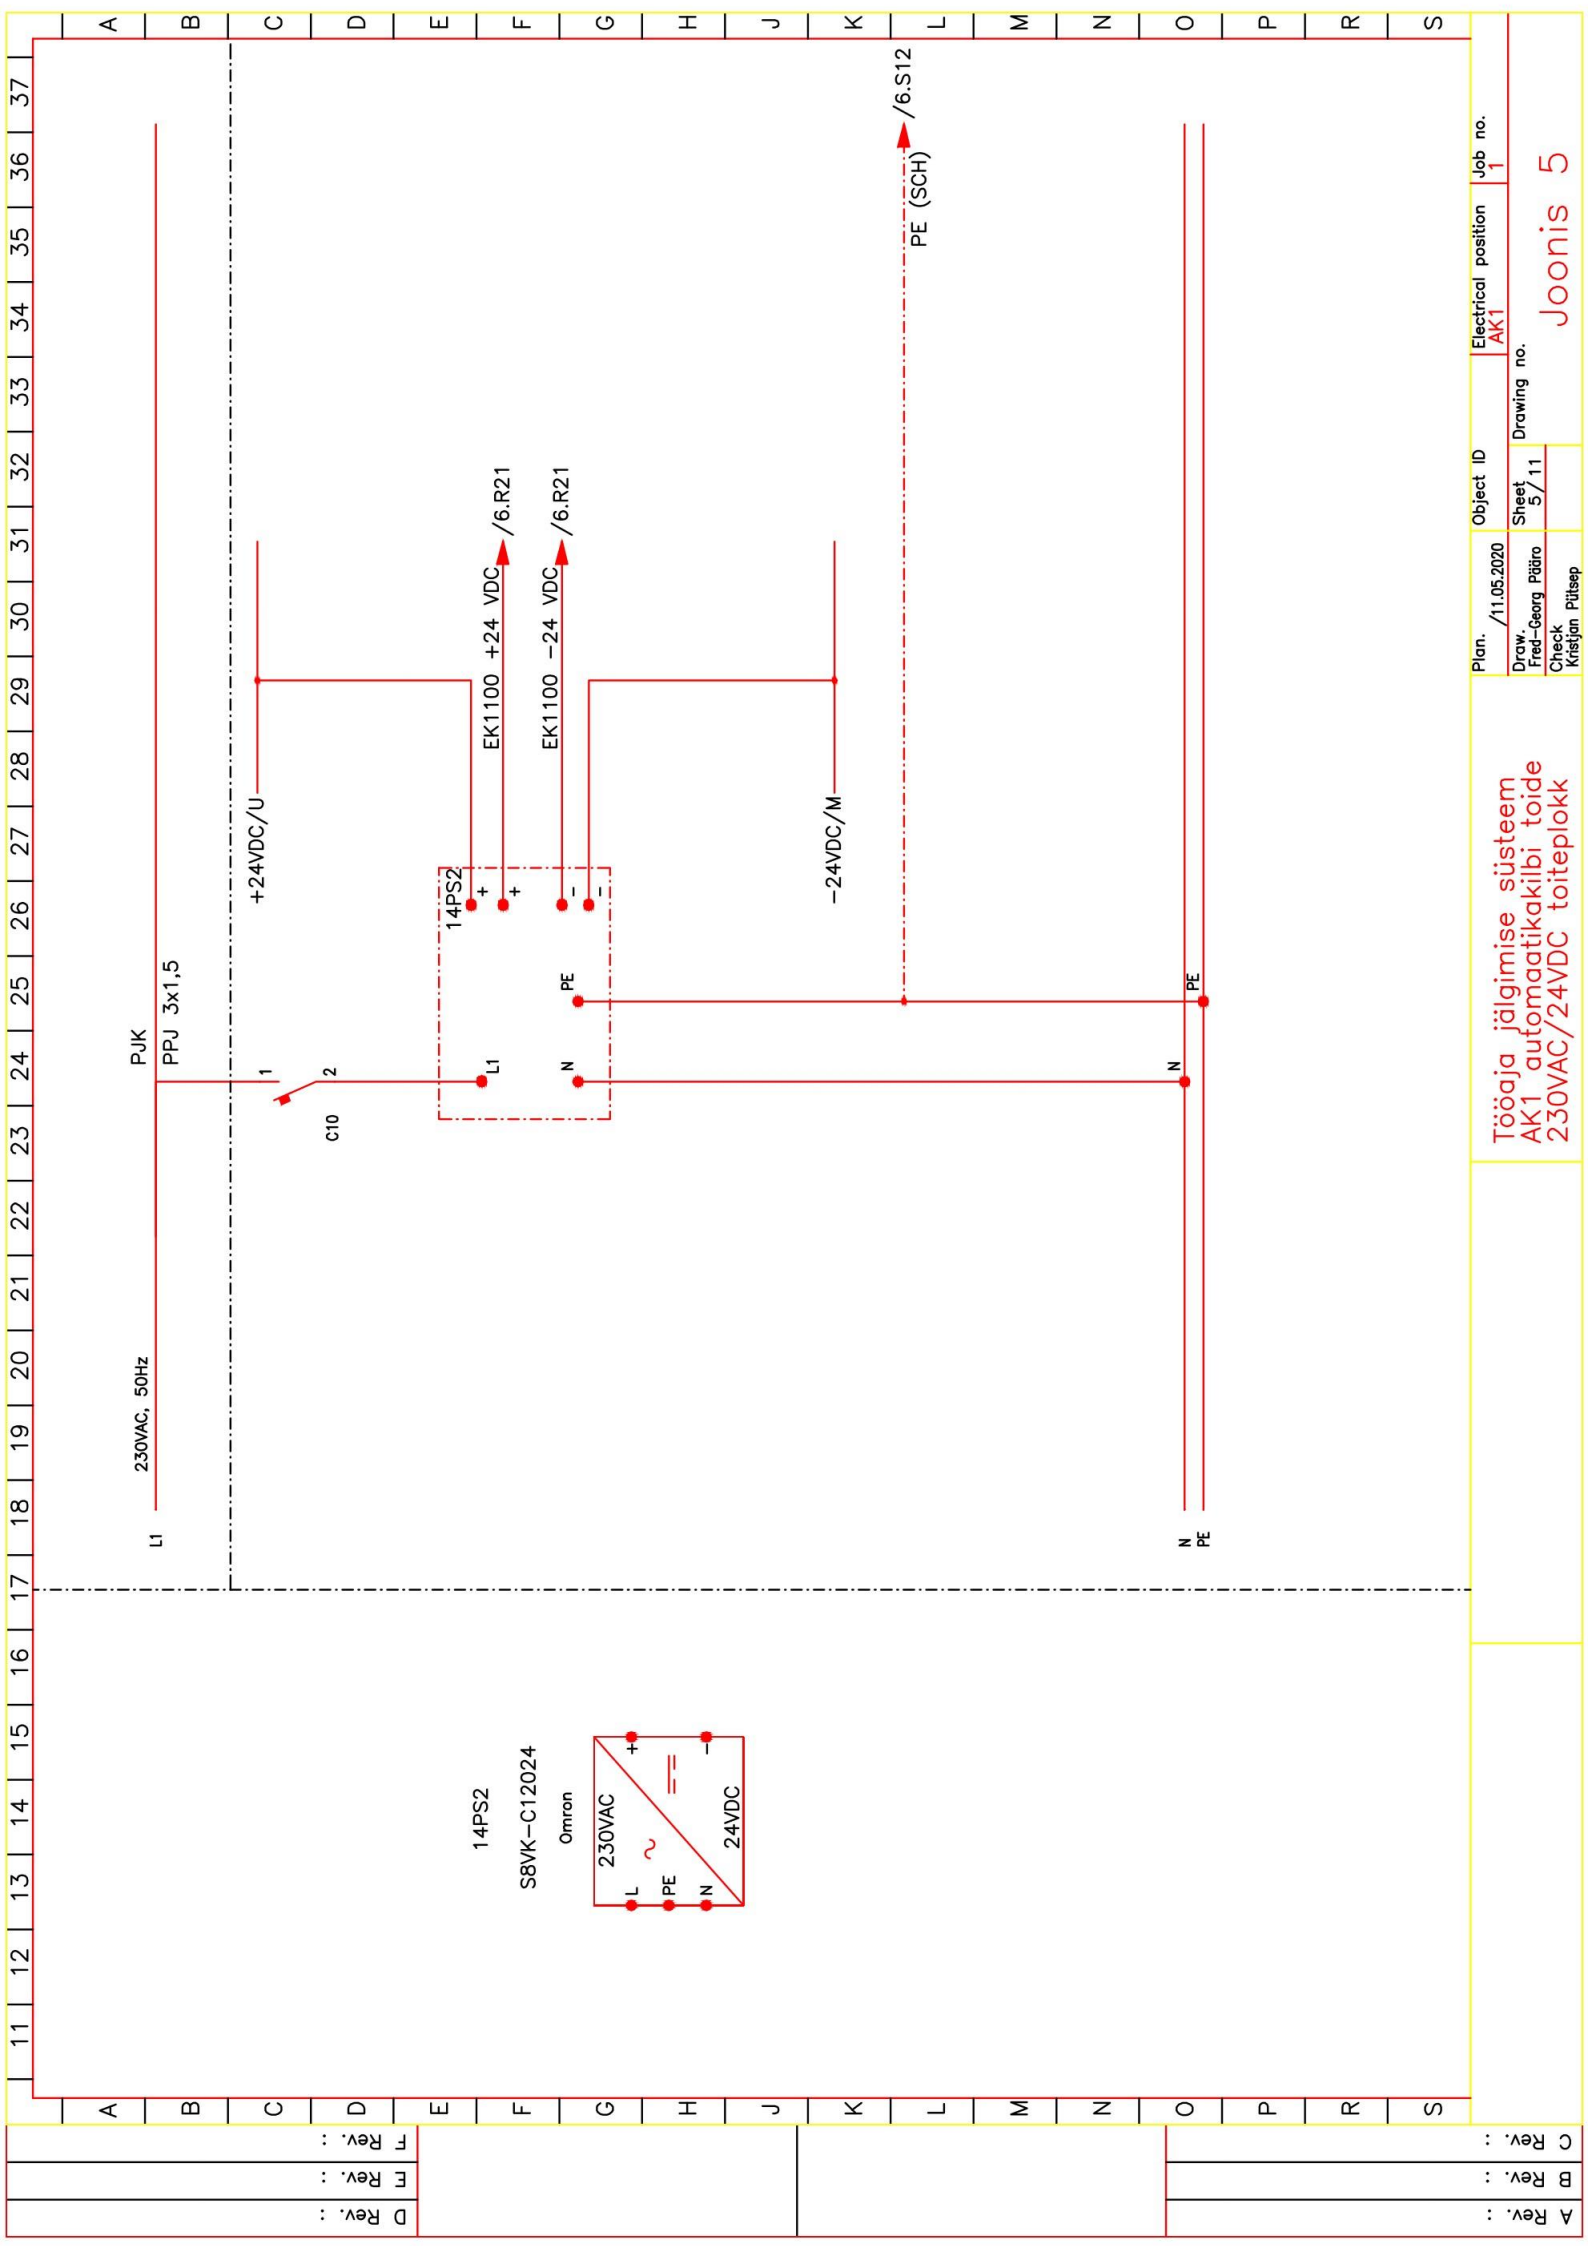 11 12 13 14 15 16 17 18 19 20 21 22 23 24 25 26 27 28 29 30 31 32 33 34 35 36 37
A
B
C
D
E
F
G
H
J
K
L
M
N
O
P
R
S
A
B
C
D
E
F
G
H
J
K
L
M
N
O
P
R
S
14PS2
S8VK-C12024
Omron
230VAC
L
PE
N
~
+
-
24VDC
L1
230VAC, 50Hz
PJK
PPJ 3x1,5
1
2
C10
14PS2
L1
N
PE
+
+
-
-
+24VDC/U
EK1100 +24 VDC
/6.R21
EK1100 -24 VDC
/6.R21
-24VDC/M
PE (SCH)
/6.S12
N
PE
N
PE
Tööaja jälgimise süsteem
AK1 automaatikakilbi toide
230VAC/24VDC toiteplokk
Plan.
/11.05.2020
Draw.
Fred-Georg Pääro
Check
Kristjan Pütsep
Object ID
Sheet
5/11
Electrical position
AK1
Job no.
1
Drawing no.
Joonis 5
D Rev. :
E Rev. :
F Rev. :
A Rev. :
B Rev. :
C Rev. :